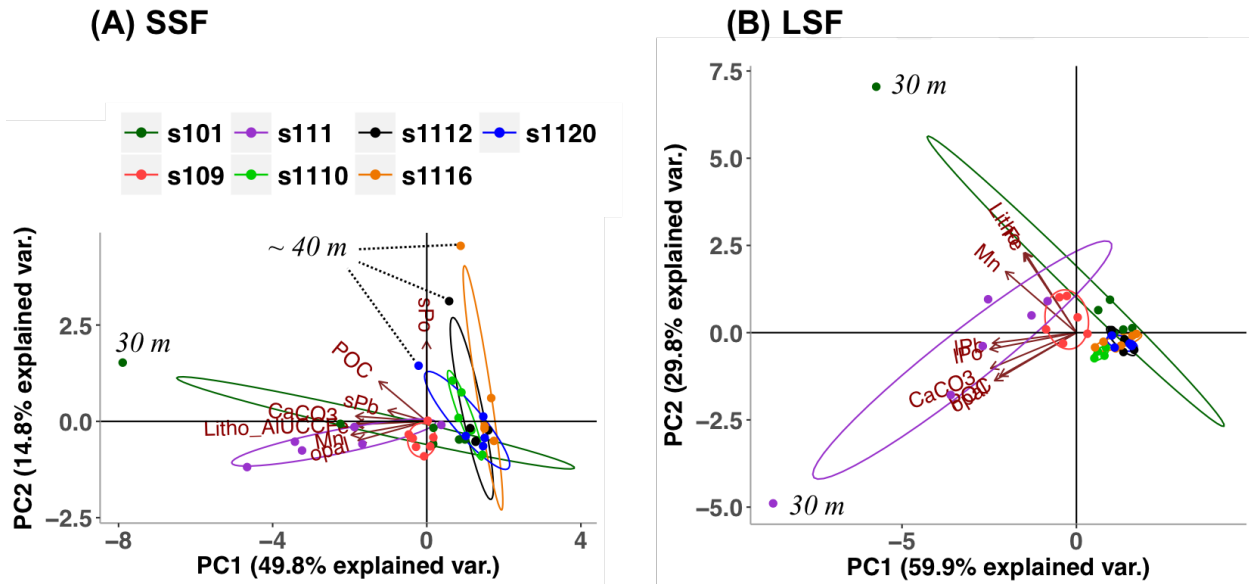 (A) SSF
(B) LSF
s101 s111 s1112 s1120
s109 s1110 s1116
~ 40 m
30 m
sPo
POC
sPb
CaCO3
Litho_AlUCCFe
Mn
opal
2.5
0.0
−2.5
−8 −4 0 4
PC1 (49.8% explained var.)
PC2 (14.8% explained var.)
30 m
Mn
lPb
lPo
CaCO3
opal
30 m
7.5
5.0
2.5
0.0
−2.5
−5.0
−5 0
PC1 (59.9% explained var.)
PC2 (29.8% explained var.)